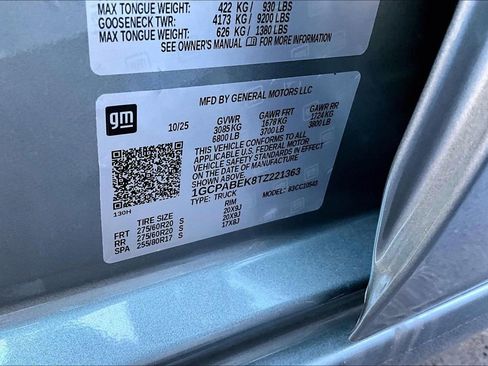 MAX TONGUE WEIGHT: 422 KG/ 930 LBS
GOOSENECK TWR: 4173 KG/ 9200 LBS
MAX TONGUE WEIGHT: 626 KG/ 1380 LBS
SEE OWNER'S MANUAL FOR MORE INFORMATION
gm
MFD BY GENERAL MOTORS LLC
10/25 GVWR GAWR FRT GAWR RR
3085 KG 1678 KG 1724 KG
6800 LB 3700 LB 3800 LB
THIS VEHICLE CONFORMS TO ALL
APPLICABLE U.S. FEDERAL MOTOR
VEHICLE SAFETY STANDARDS IN
EFFECT ON THE DATE OF
MANUFACTURE SHOWN ABOVE.
1GCPABEK8TZ221363
TYPE: TRUCK MODEL:
130H
TIRE SIZE RIM
FRT 275/60R20 S 20X9J
RR 275/60R20 S 20X9J
SPA 255/80R17 S 17X8J